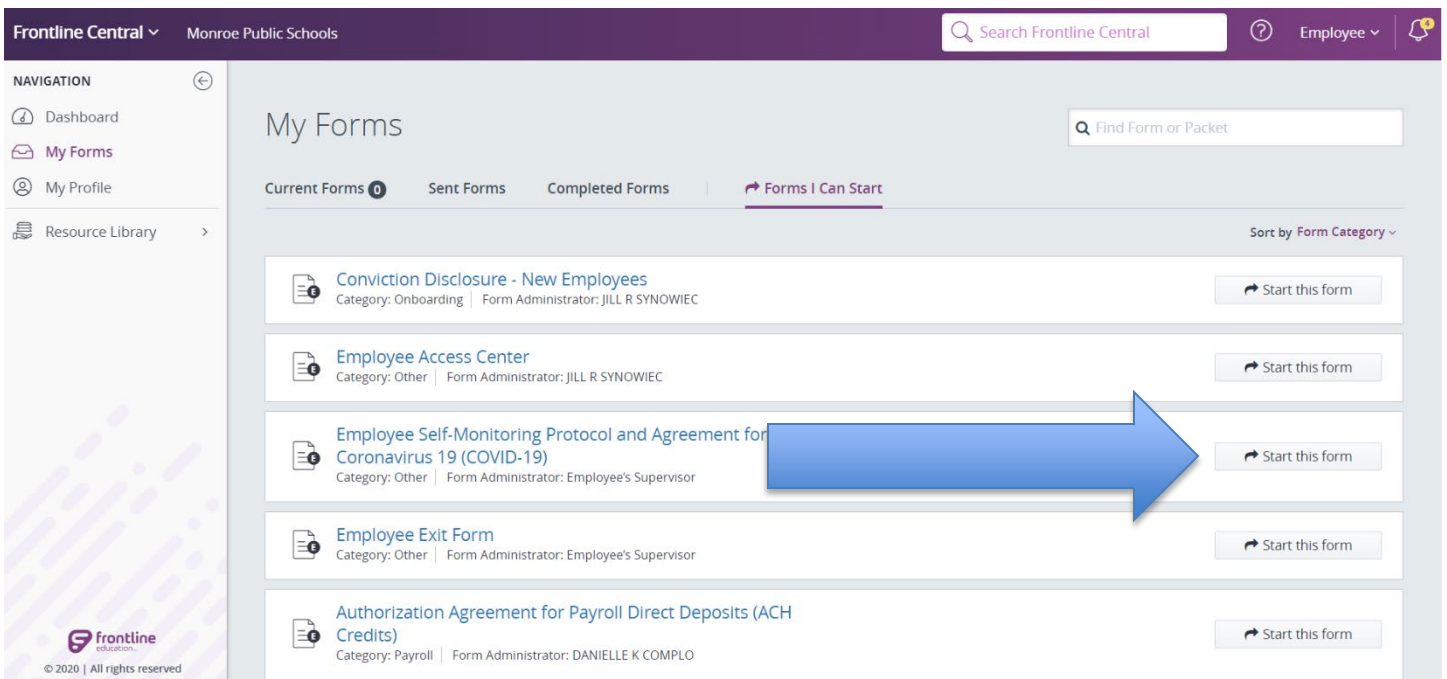 Frontline Central Monroe Public Schools Search Frontline Central ? Employee 4
NAVIGATION
Dashboard
My Forms
My Profile
Resource Library
My Forms
Find Form or Packet
Current Forms 0 Sent Forms Completed Forms Forms I Can Start
Sort by Form Category
Conviction Disclosure - New Employees
Category: Onboarding Form Administrator: JILL R SYNOWIEC
Start this form
Employee Access Center
Category: Other Form Administrator: JILL R SYNOWIEC
Start this form
Employee Self-Monitoring Protocol and Agreement for
Coronavirus 19 (COVID-19)
Category: Other Form Administrator: Employee's Supervisor
Start this form
Employee Exit Form
Category: Other Form Administrator: Employee's Supervisor
Start this form
Authorization Agreement for Payroll Direct Deposits (ACH
Credits)
Category: Payroll Form Administrator: DANIELLE K COMPLO
Start this form
frontline
education
© 2020 | All rights reserved